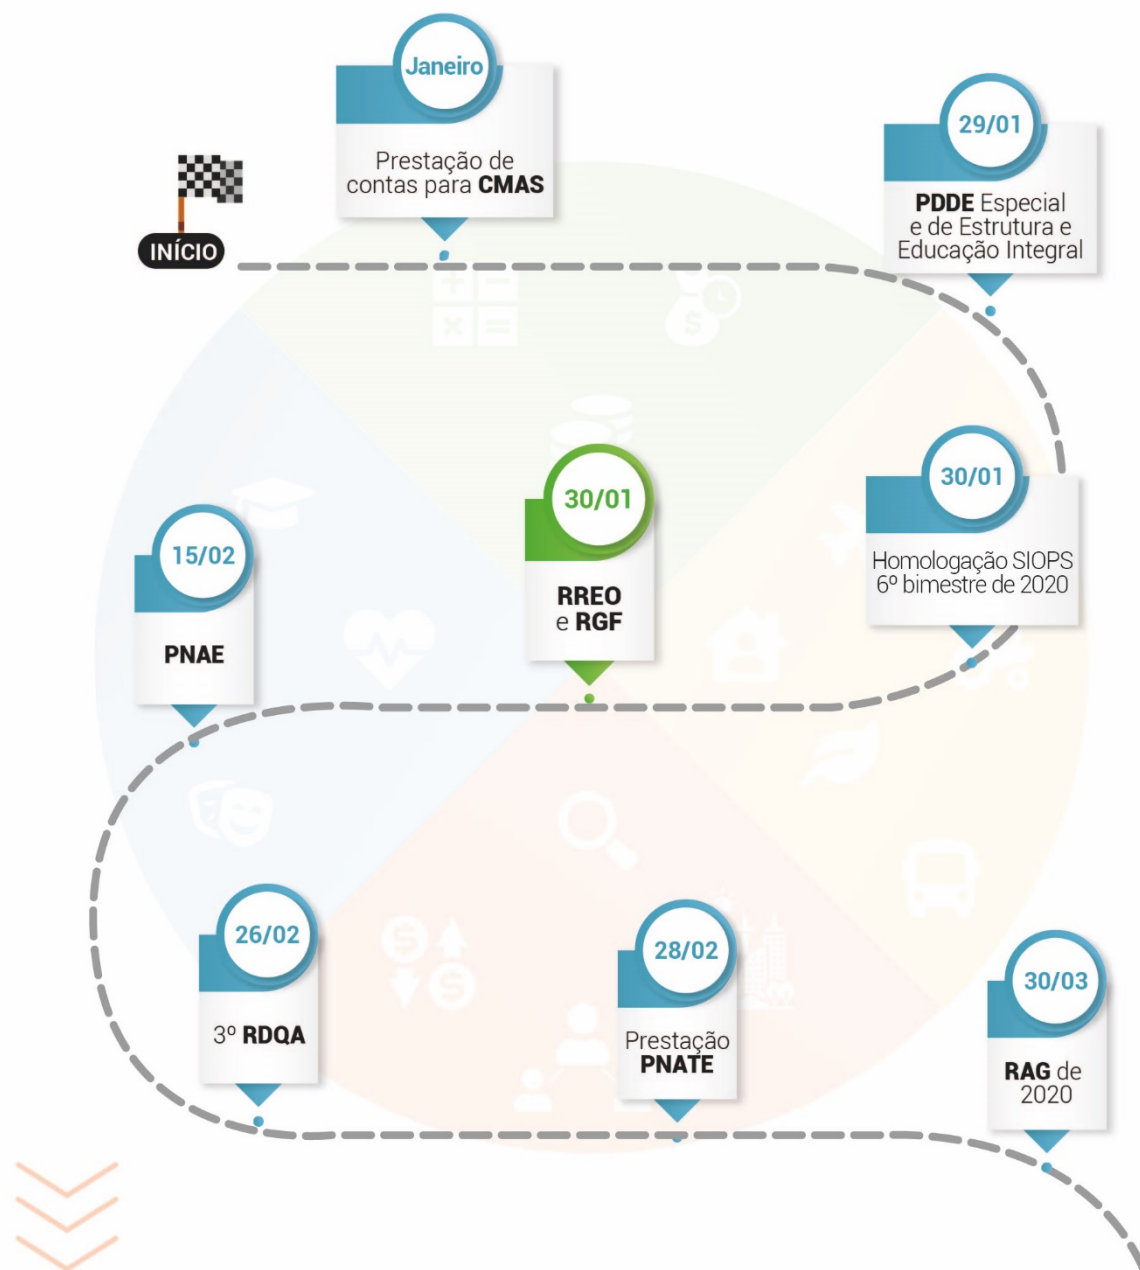 INÍCIO
Janeiro
Prestação de
contas para CMAS
29/01
PDDE Especial
e de Estrutura e
Educação Integral
30/01
Homologação SIOPS
6º bimestre de 2020
30/01
RREO
e RGF
15/02
PNAE
26/02
3º RDQA
28/02
Prestação
PNATE
30/03
RAG de
2020